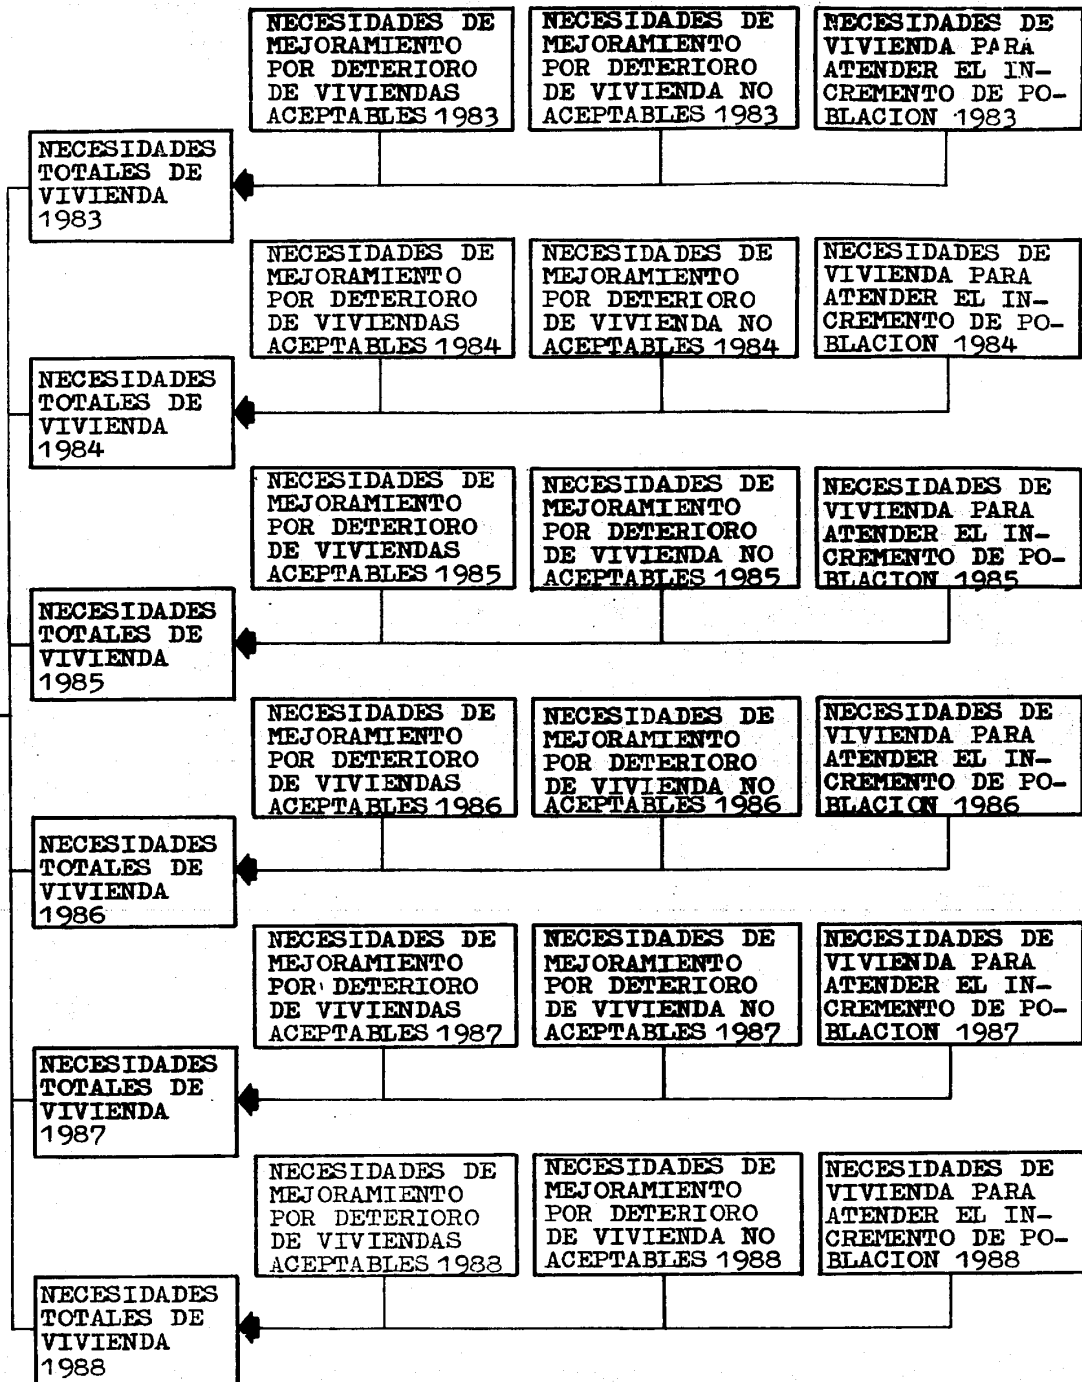 NECESIDADES DE
MEJORAMIENTO
POR DETERIORO
DE VIVIENDAS
ACEPTABLES 1983
NECESIDADES DE
MEJORAMIENTO
POR DETERIORO
DE VIVIENDA NO
ACEPTABLES 1983
NECESIDADES DE
VIVIENDA PARA
ATENDER EL IN-
CREMENTO DE PO-
BLACION 1983
NECESIDADES
TOTALES DE
VIVIENDA
1983
NECESIDADES DE
MEJORAMIENTO
POR DETERIORO
DE VIVIENDAS
ACEPTABLES 1984
NECESIDADES DE
MEJORAMIENTO
POR DETERIORO
DE VIVIENDA NO
ACEPTABLES 1984
NECESIDADES DE
VIVIENDA PARA
ATENDER EL IN-
CREMENTO DE PO-
BLACION 1984
NECESIDADES
TOTALES DE
VIVIENDA
1984
NECESIDADES DE
MEJORAMIENTO
POR DETERIORO
DE VIVIENDAS
ACEPTABLES 1985
NECESIDADES DE
MEJORAMIENTO
POR DETERIORO
DE VIVIENDA NO
ACEPTABLES 1985
NECESIDADES DE
VIVIENDA PARA
ATENDER EL IN-
CREMENTO DE PO-
BLACION 1985
NECESIDADES
TOTALES DE
VIVIENDA
1985
NECESIDADES DE
MEJORAMIENTO
POR DETERIORO
DE VIVIENDAS
ACEPTABLES 1986
NECESIDADES DE
MEJORAMIENTO
POR DETERIORO
DE VIVIENDA NO
ACEPTABLES 1986
NECESIDADES DE
VIVIENDA PARA
ATENDER EL IN-
CREMENTO DE PO-
BLACION 1986
NECESIDADES
TOTALES DE
VIVIENDA
1986
NECESIDADES DE
MEJORAMIENTO
POR DETERIORO
DE VIVIENDAS
ACEPTABLES 1987
NECESIDADES DE
MEJORAMIENTO
POR DETERIORO
DE VIVIENDA NO
ACEPTABLES 1987
NECESIDADES DE
VIVIENDA PARA
ATENDER EL IN-
CREMENTO DE PO-
BLACION 1987
NECESIDADES
TOTALES DE
VIVIENDA
1987
NECESIDADES DE
MEJORAMIENTO
POR DETERIORO
DE VIVIENDAS
ACEPTABLES 1988
NECESIDADES DE
MEJORAMIENTO
POR DETERIORO
DE VIVIENDA NO
ACEPTABLES 1988
NECESIDADES DE
VIVIENDA PARA
ATENDER EL IN-
CREMENTO DE PO-
BLACION 1988
NECESIDADES
TOTALES DE
VIVIENDA
1988